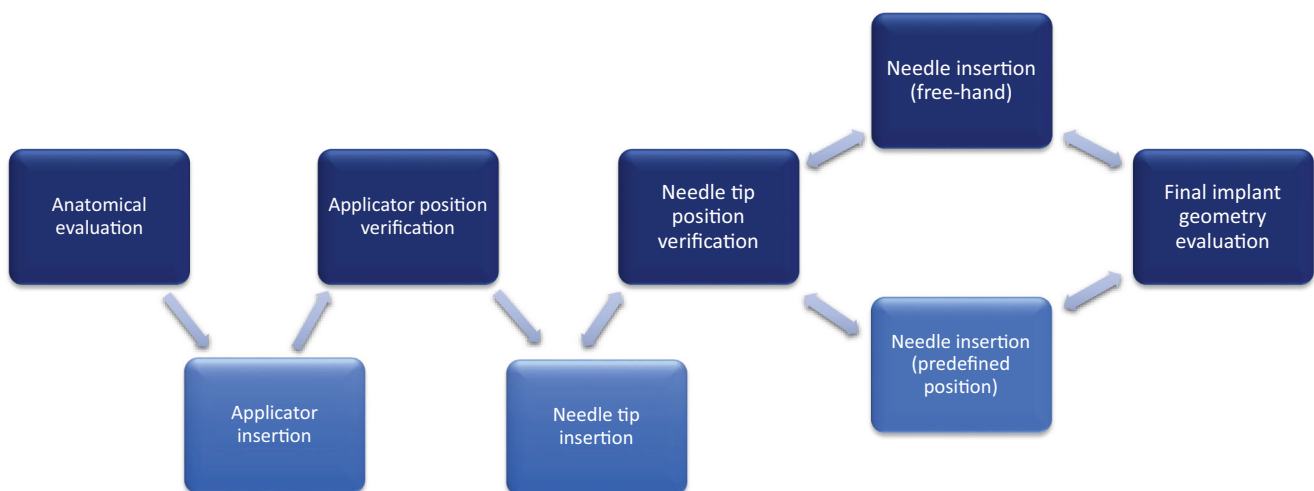 Anatomical
evaluation
Applicator
insertion
Applicator position
verification
Needle tip
insertion
Needle tip
position
verification
Needle insertion
(free-hand)
Needle insertion
(predefined
position)
Final implant
geometry
evaluation